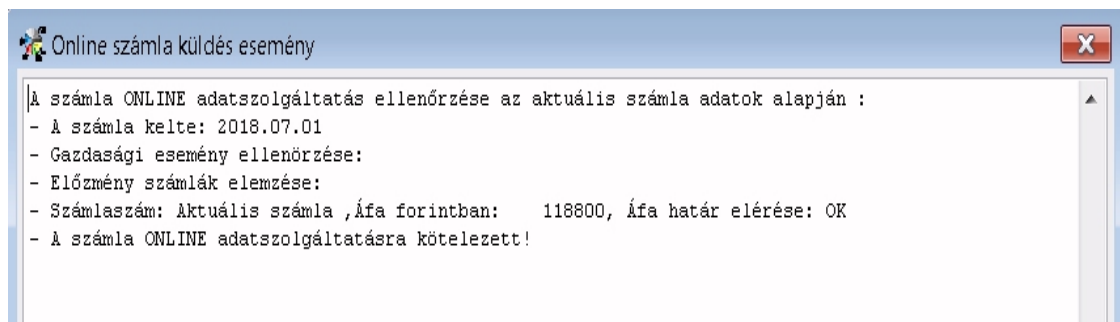 Online számla küldés esemény
A számla ONLINE adatszolgáltatás ellenőrzése az aktuális számla adatok alapján :
- A számla kelte: 2018.07.01
- Gazdasági esemény ellenörzése:
- Előzmény számlák elemzése:
- Számlaszám: Aktuális számla ,Áfa forintban:    118800, Áfa határ elérése: OK
- A számla ONLINE adatszolgáltatásra kötelezett!